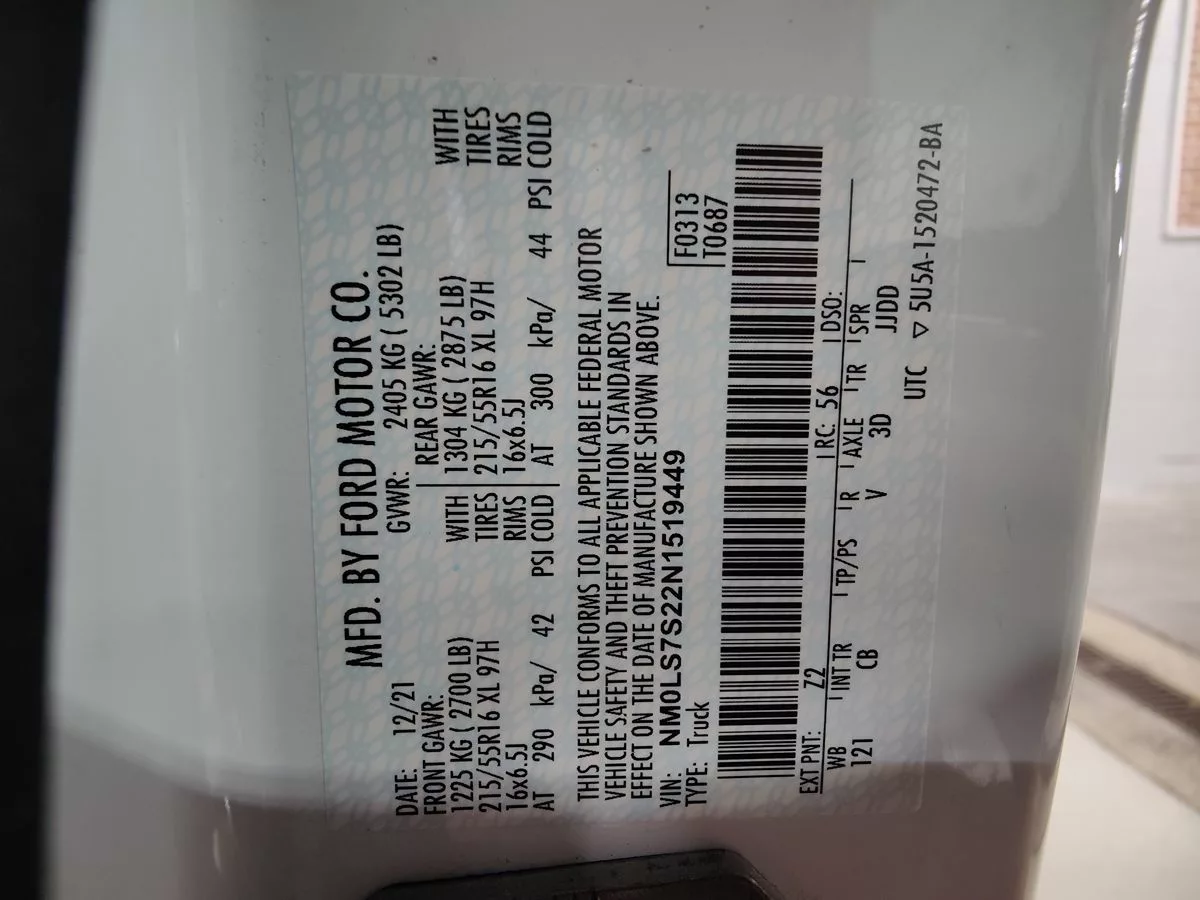 MFD. BY FORD MOTOR CO.
DATE: 12/21 GVWR: 2405 KG ( 5302 LB)
FRONT GAWR: REAR GAWR:
1225 KG ( 2700 LB) WITH 1304 KG ( 2875 LB) WITH
215/55R16 XL 97H TIRES 215/55R16 XL 97H TIRES
16x6.5J RIMS 16x6.5J RIMS
AT 290 kPa/ 42 PSI COLD AT 300 kPa/ 44 PSI COLD
THIS VEHICLE CONFORMS TO ALL APPLICABLE FEDERAL MOTOR
VEHICLE SAFETY AND THEFT PREVENTION STANDARDS IN
EFFECT ON THE DATE OF MANUFACTURE SHOWN ABOVE.
VIN: NM0LS7S22N1519449 F0313
TYPE: Truck T0687
EXT PNT: Z2 RC: 56 DSO:
WB INT TR TP/PS R AXLE TR SPR
121 CB V 3D JJDD
UTC ▽ 5U5A-1520472-BA